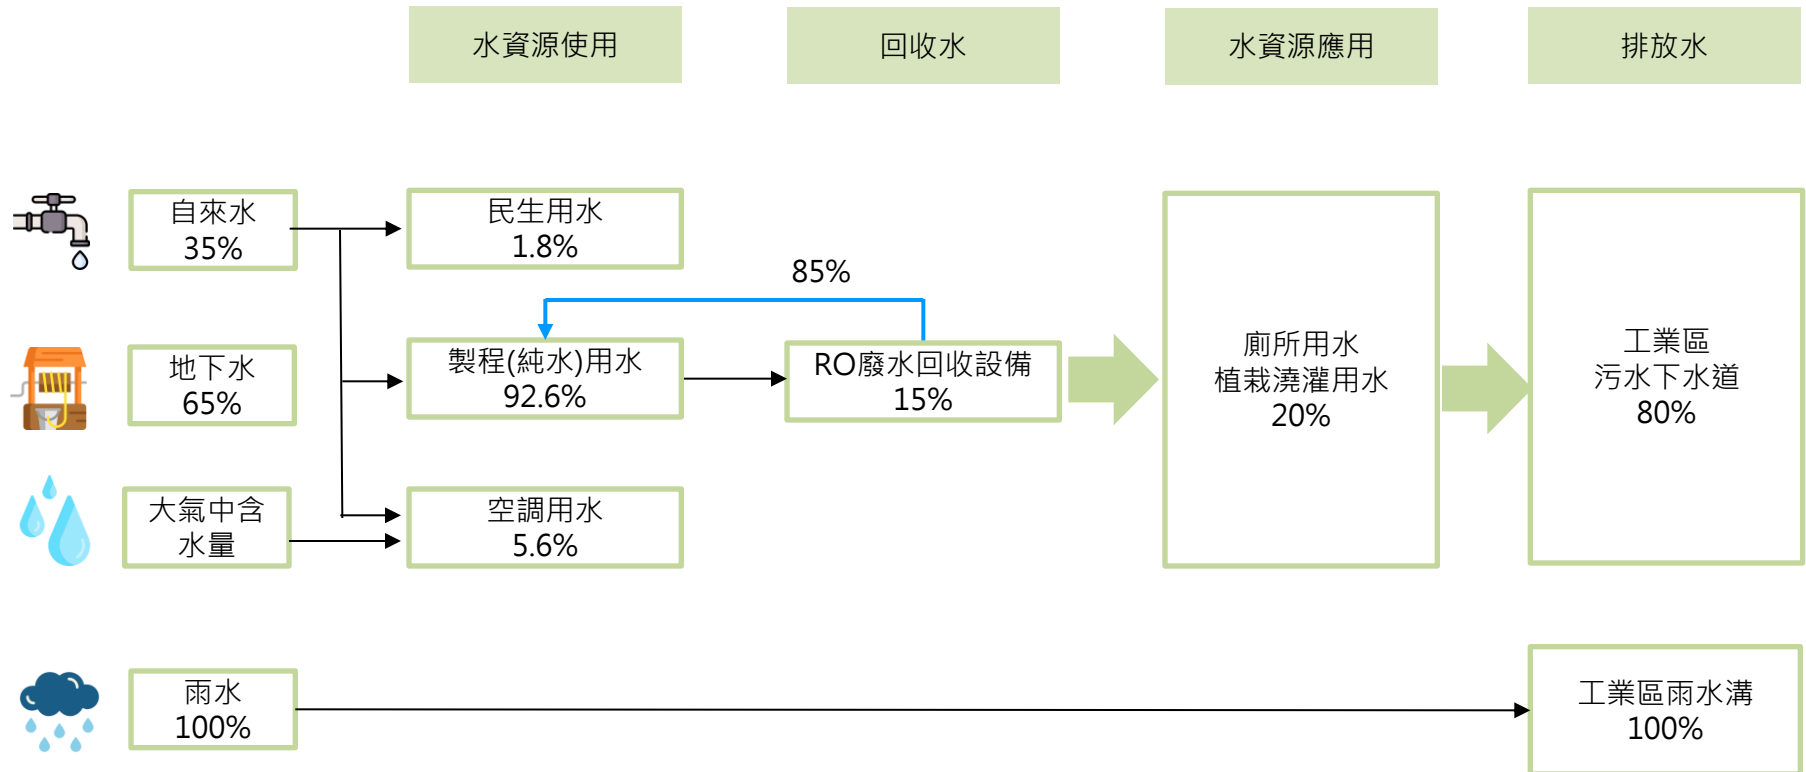 水資源使用
回收水
水資源應用
排放水
自來水
35%
民生用水
1.8%
85%
地下水
65%
製程(純水)用水
92.6%
RO廢水回收設備
15%
廁所用水
植栽澆灌用水
20%
工業區
污水下水道
80%
大氣中含
水量
空調用水
5.6%
雨水
100%
工業區雨水溝
100%